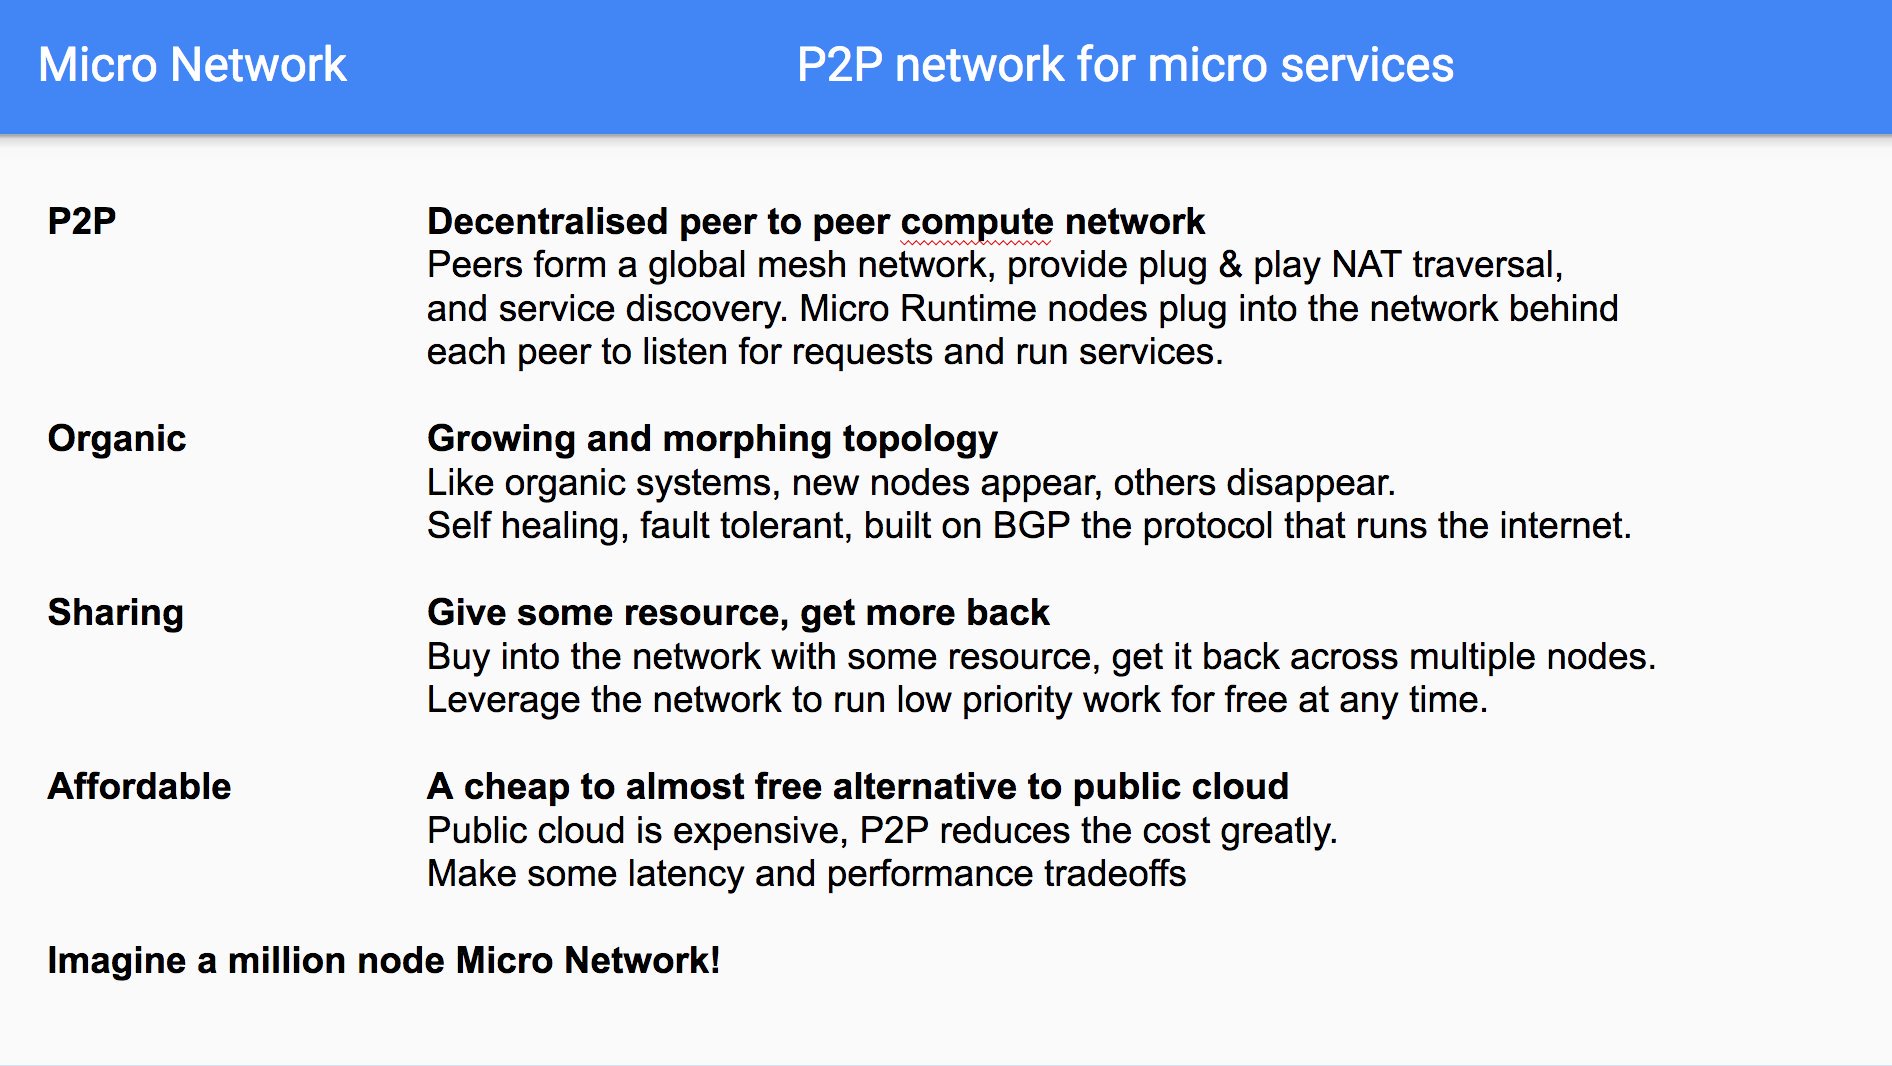 Micro Network P2P network for micro services
P2P Decentralised peer to peer compute network
Peers form a global mesh network, provide plug & play NAT traversal,
and service discovery. Micro Runtime nodes plug into the network behind
each peer to listen for requests and run services.
Organic Growing and morphing topology
Like organic systems, new nodes appear, others disappear.
Self healing, fault tolerant, built on BGP the protocol that runs the internet.
Sharing Give some resource, get more back
Buy into the network with some resource, get it back across multiple nodes.
Leverage the network to run low priority work for free at any time.
Affordable A cheap to almost free alternative to public cloud
Public cloud is expensive, P2P reduces the cost greatly.
Make some latency and performance tradeoffs
Imagine a million node Micro Network!